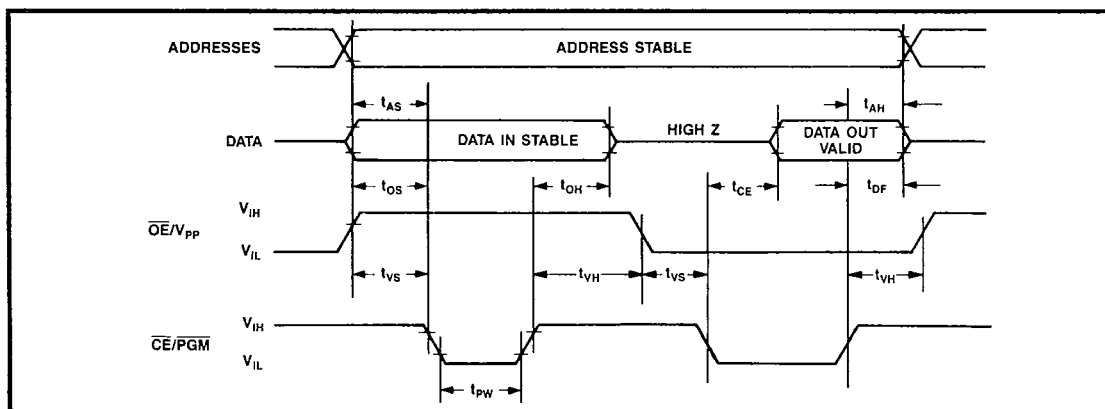 ADDRESSES
ADDRESS STABLE
tAS
tAH
DATA
DATA IN STABLE
HIGH Z
DATA OUT
VALID
tOS
tOH
tCE
tDF
OE/VPP
VIH
VIL
tVS
tVH
tVS
tVH
CE/PGM
VIH
VIL
tPW